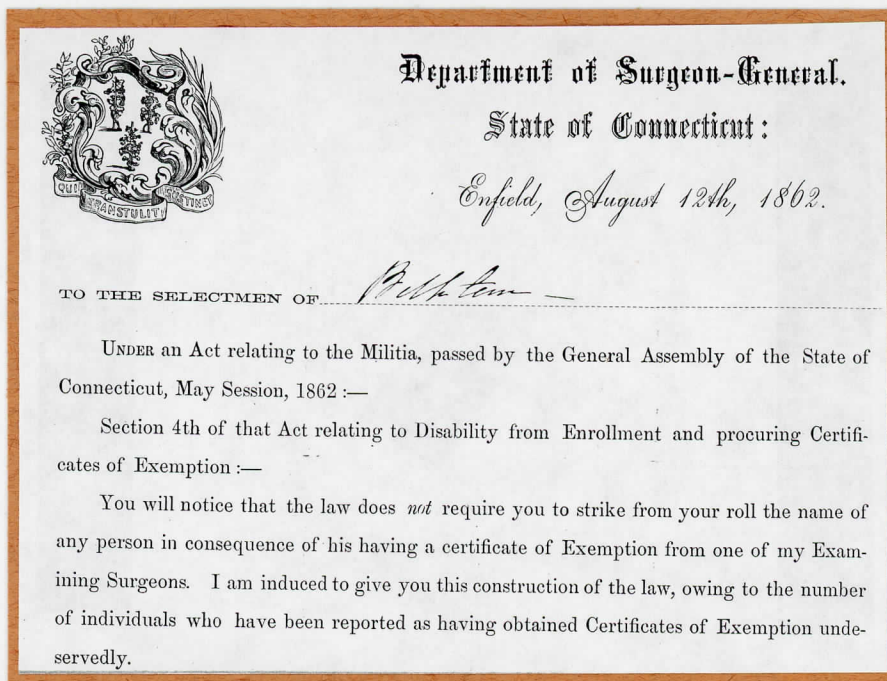 QUI TRANSTULIT SUSTINET
Department of Surgeon-General.
State of Connecticut:
Enfield, August 12th, 1862.
TO THE SELECTMEN OF Bethlem —
UNDER an Act relating to the Militia, passed by the General Assembly of the State of
Connecticut, May Session, 1862 :—
Section 4th of that Act relating to Disability from Enrollment and procuring Certifi-
cates of Exemption :—
You will notice that the law does not require you to strike from your roll the name of
any person in consequence of his having a certificate of Exemption from one of my Exam-
ining Surgeons. I am induced to give you this construction of the law, owing to the number
of individuals who have been reported as having obtained Certificates of Exemption unde-
servedly.